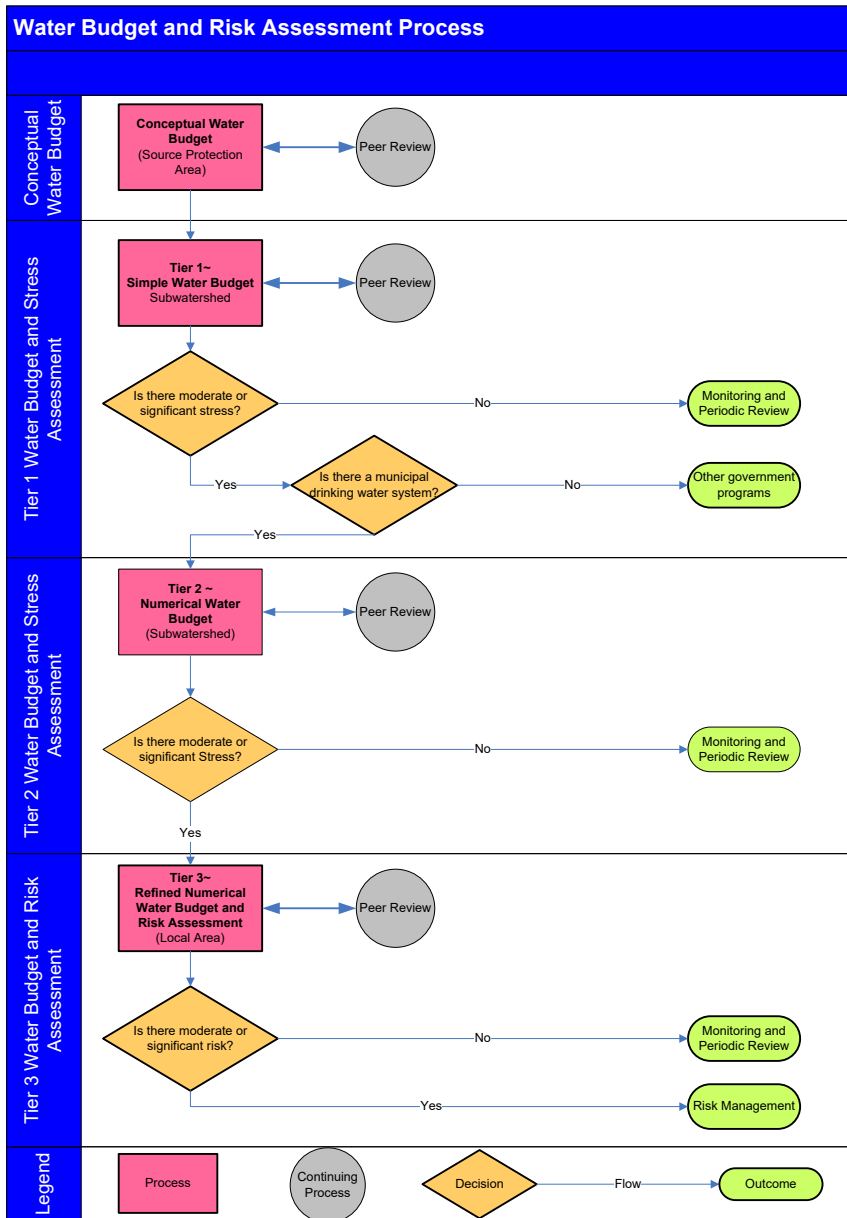 Water Budget and Risk Assessment Process
Conceptual
Water Budget
Conceptual Water
Budget
(Source Protection
Area)
Peer Review
Tier 1 Water Budget and Stress
Assessment
Tier 1~
Simple Water Budget
Subwatershed
Peer Review
Is there moderate or
significant stress?
No
Monitoring and
Periodic Review
Yes
Is there a municipal
drinking water system?
No
Other government
programs
Yes
Tier 2 Water Budget and Stress
Assessment
Tier 2 ~
Numerical Water
Budget
(Subwatershed)
Peer Review
Is there moderate or
significant Stress?
No
Monitoring and
Periodic Review
Yes
Tier 3 Water Budget and Risk
Assessment
Tier 3~
Refined Numerical
Water Budget and
Risk Assessment
(Local Area)
Peer Review
Is there moderate or
significant risk?
No
Monitoring and
Periodic Review
Yes
Risk Management
Legend
Process
Continuing
Process
Decision
Flow
Outcome